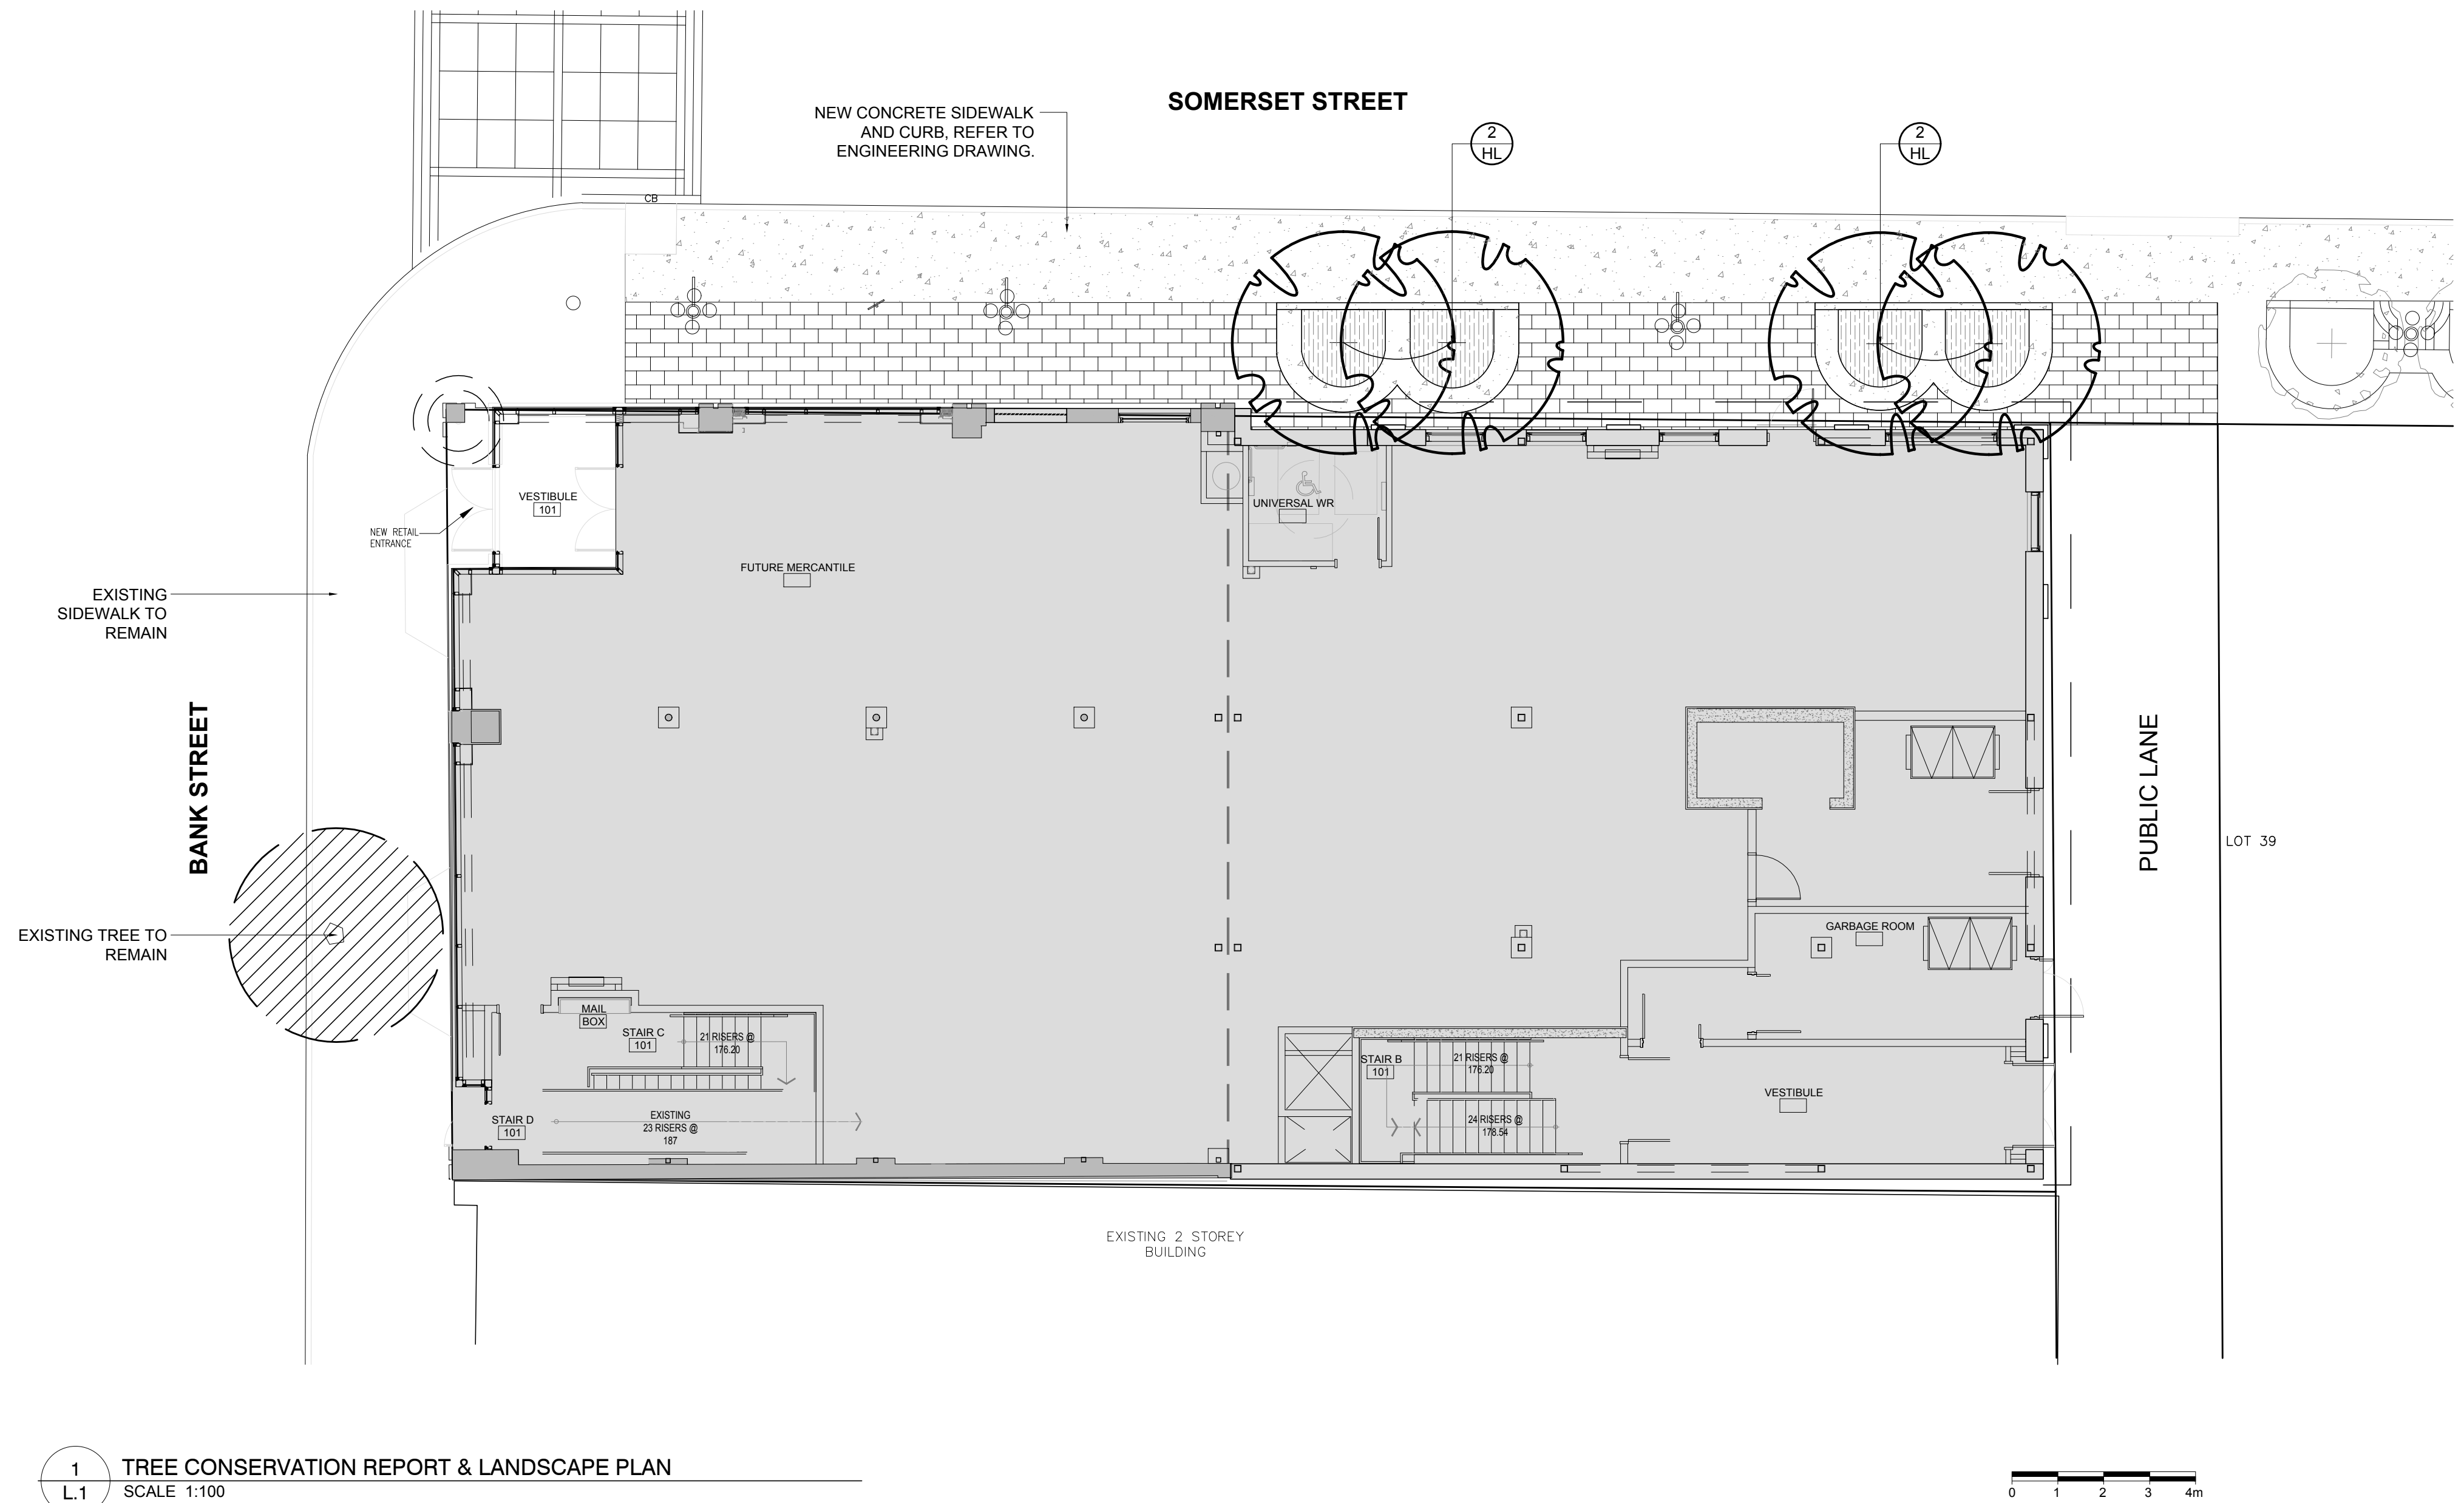 SOMERSET STREET
NEW CONCRETE SIDEWALK
AND CURB, REFER TO
ENGINEERING DRAWING.
2
HL
2
HL
CB
VESTIBULE
101
NEW RETAIL
ENTRANCE
UNIVERSAL WR
FUTURE MERCANTILE
EXISTING
SIDEWALK TO
REMAIN
BANK STREET
PUBLIC LANE
LOT 39
EXISTING TREE TO
REMAIN
GARBAGE ROOM
MAIL
BOX
STAIR C
101
21 RISERS @
176.20
STAIR B
101
21 RISERS @
176.20
VESTIBULE
STAIR D
101
EXISTING
23 RISERS @
187
24 RISERS @
178.54
EXISTING 2 STOREY
BUILDING
1
L.1
TREE CONSERVATION REPORT & LANDSCAPE PLAN
SCALE 1:100
0 1 2 3 4m